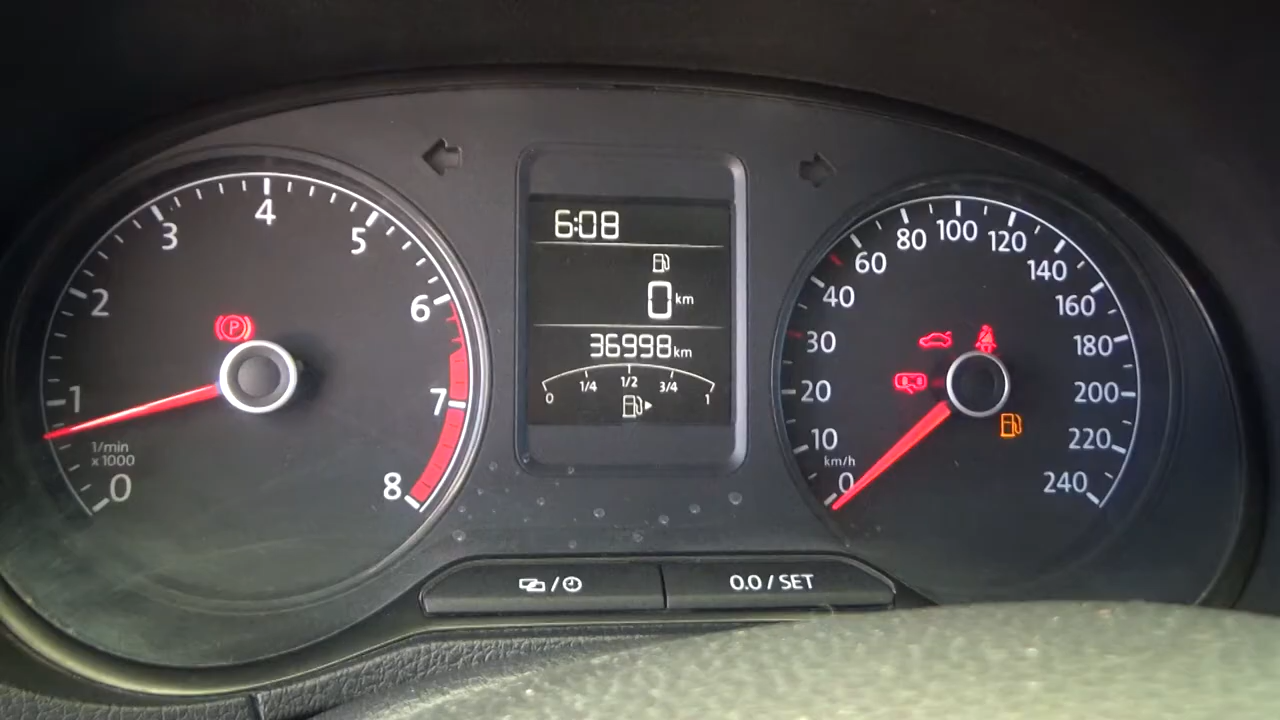 6:08
0 km
36998 km
0 1/4 1/2 3/4 1
0 1 2 3 4 5 6 7 8
1/min
x1000
P
0 10 20 30 40 60 80 100 120 140 160 180 200 220 240
km/h
0.0 / SET